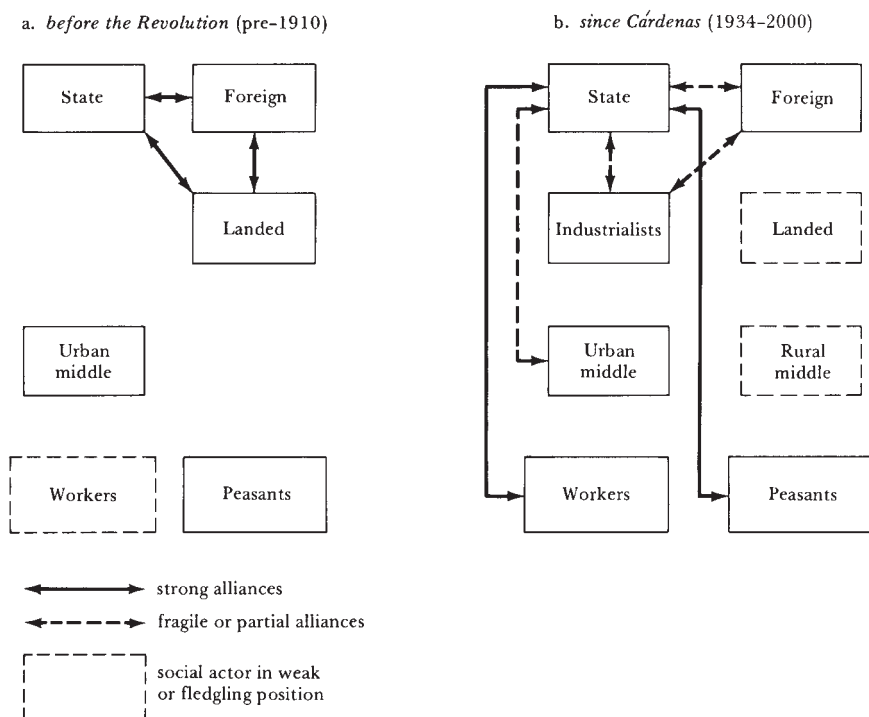 a. before the Revolution (pre-1910)
State
Foreign
Landed
Urban
middle
Workers
Peasants
b. since Cárdenas (1934-2000)
State
Foreign
Industrialists
Landed
Urban
middle
Rural
middle
Workers
Peasants
strong alliances
fragile or partial alliances
social actor in weak
or fledgling position